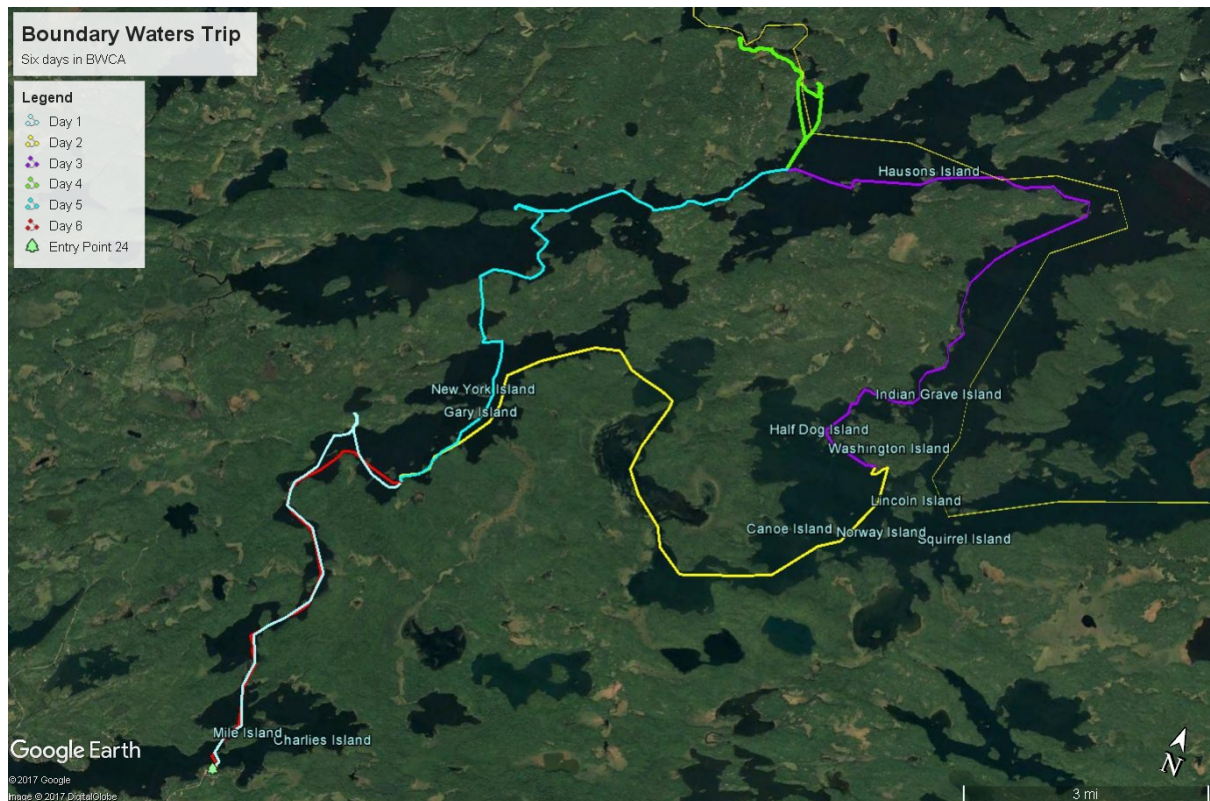 Boundary Waters Trip
Six days in BWCA
Legend
Day 1
Day 2
Day 3
Day 4
Day 5
Day 6
Entry Point 24
Hausons Island
New York Island
Gary Island
Indian Grave Island
Half Dog Island
Washington Island
Lincoln Island
Canoe Island
Norway Island
Squirrel Island
Mile Island
Charlies Island
Google Earth
©2017 Google
Image © 2017 DigitalGlobe
N
3 mi